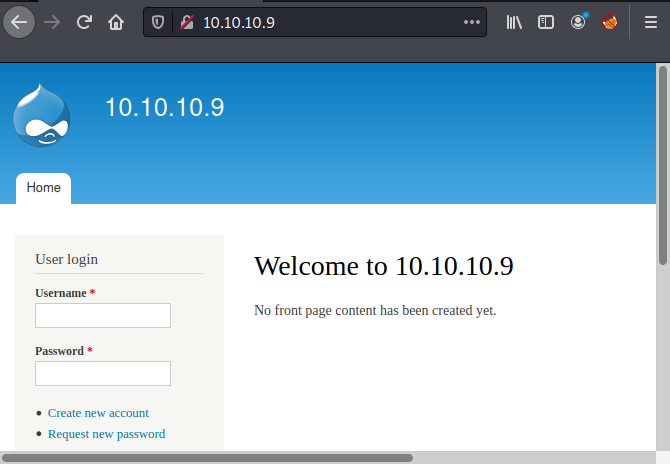 10.10.10.9
10.10.10.9
Home
User login
Username *
Password *
Create new account
Request new password
Welcome to 10.10.10.9
No front page content has been created yet.